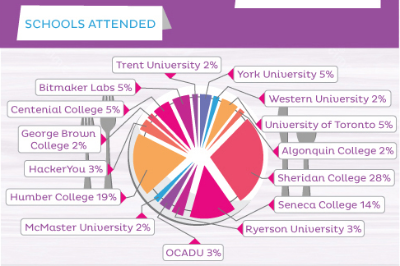 SCHOOLS ATTENDED
Trent University 2%
York University 5%
Bitmaker Labs 5%
Western University 2%
Centenial College 5%
University of Toronto 5%
George Brown
College 2%
Algonquin College 2%
HackerYou 3%
Sheridan College 28%
Humber College 19%
Seneca College 14%
McMaster University 2%
Ryerson University 3%
OCADU 3%